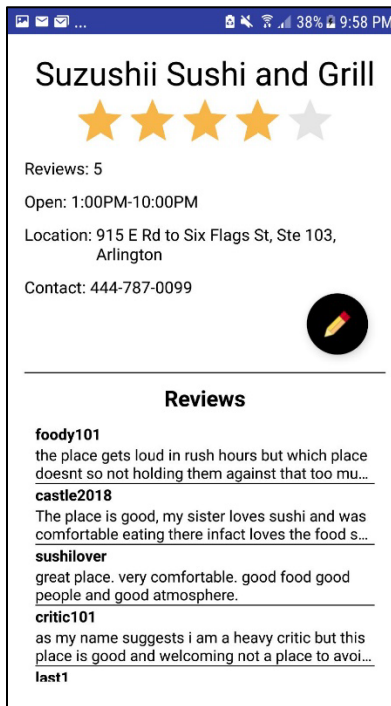 ... 38% 9:58 PM
Suzushii Sushi and Grill
Reviews: 5
Open: 1:00PM-10:00PM
Location: 915 E Rd to Six Flags St, Ste 103,
Arlington
Contact: 444-787-0099
Reviews
foody101
the place gets loud in rush hours but which place
doesnt so not holding them against that too mu...
castle2018
The place is good, my sister loves sushi and was
comfortable eating there infact loves the food s...
sushilover
great place. very comfortable. good food good
people and good atmosphere.
critic101
as my name suggests i am a heavy critic but this
place is good and welcoming not a place to avoi...
last1